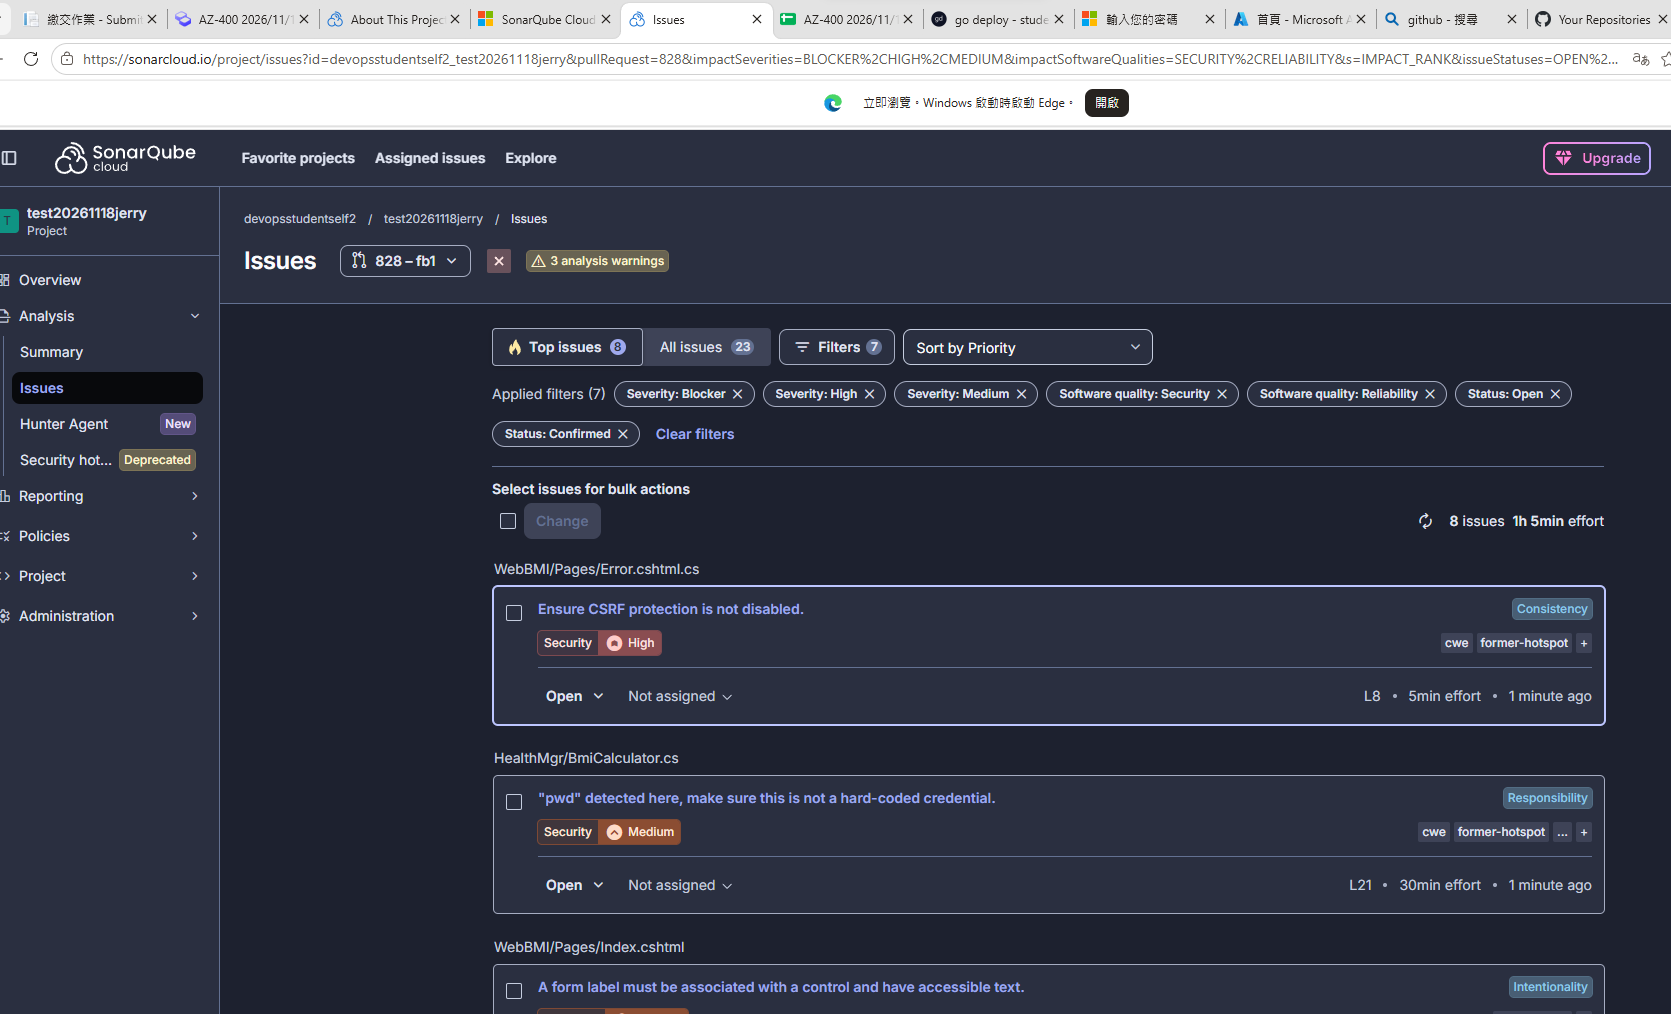 繳交作業 - Submit
AZ-400 2026/11/1
About This Project
SonarQube Cloud
Issues
AZ-400 2026/11/1
go deploy - stude
輸入您的密碼
首頁 - Microsoft A
github - 搜尋
Your Repositories
https://sonarcloud.io/project/issues?id=devopsstudentself2_test20261118jerry&pullRequest=828&impactSeverities=BLOCKER%2CHIGH%2CMEDIUM&impactSoftwareQualities=SECURITY%2CRELIABILITY&s=IMPACT_RANK&issueStatuses=OPEN%2...
立即瀏覽。Windows 啟動時啟動 Edge。 開啟
SonarQube cloud
Favorite projects Assigned issues Explore
Upgrade
T
test20261118jerry
Project
Overview
Analysis
Summary
Issues
Hunter Agent New
Security hot... Deprecated
Reporting
Policies
Project
Administration
devopsstudentself2 / test20261118jerry / Issues
Issues 828 – fb1 3 analysis warnings
Top issues 8 All issues 23 Filters 7 Sort by Priority
Applied filters (7) Severity: Blocker Severity: High Severity: Medium Software quality: Security Software quality: Reliability Status: Open
Status: Confirmed Clear filters
Select issues for bulk actions
Change
8 issues 1h 5min effort
WebBMI/Pages/Error.cshtml.cs
Ensure CSRF protection is not disabled. Consistency
Security High cwe former-hotspot +
Open Not assigned L8 • 5min effort • 1 minute ago
HealthMgr/BmiCalculator.cs
"pwd" detected here, make sure this is not a hard-coded credential. Responsibility
Security Medium cwe former-hotspot ... +
Open Not assigned L21 • 30min effort • 1 minute ago
WebBMI/Pages/Index.cshtml
A form label must be associated with a control and have accessible text. Intentionality